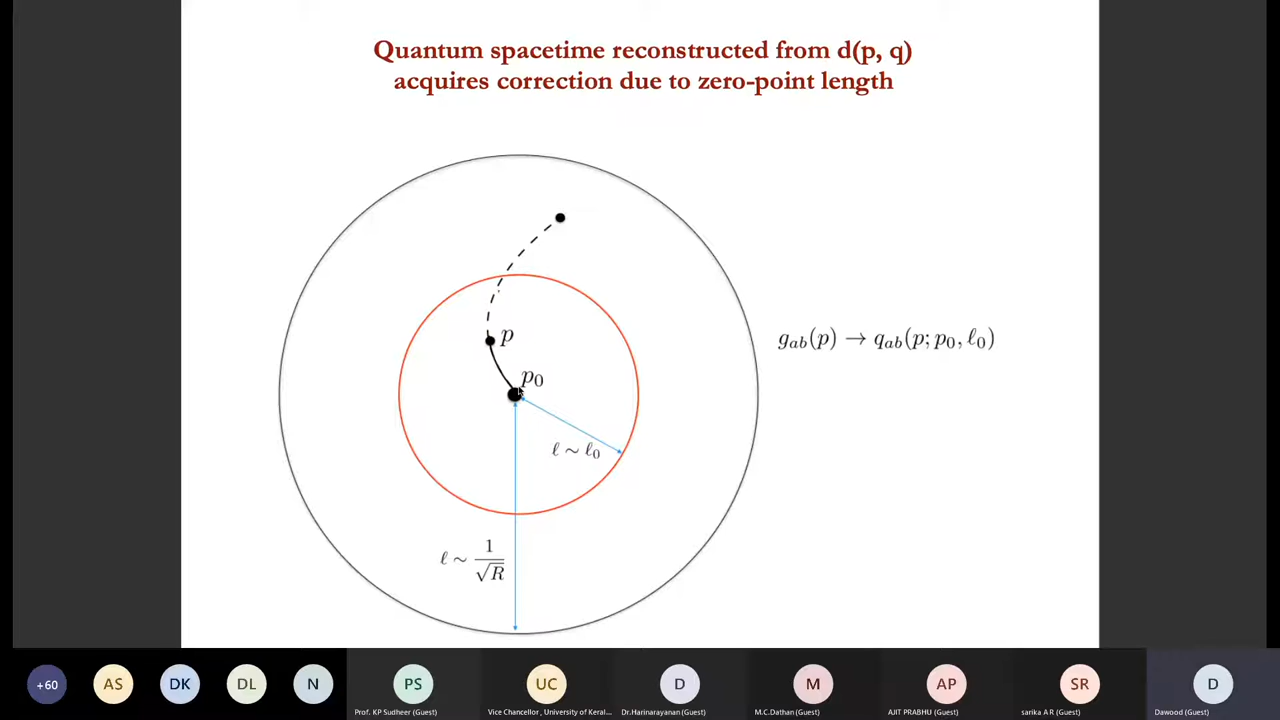 Quantum spacetime reconstructed from d(p, q)
acquires correction due to zero-point length
p
p₀
ℓ ∼ ℓ₀
ℓ ∼ 1/√R
gₐb(p) → qₐb(p; p₀, ℓ₀)
+60
AS
DK
DL
N
PS
Prof. KP Sudheer (Guest)
UC
Vice Chancellor , University of Keral...
D
Dr.Harinarayanan (Guest)
M
M.C.Dathan (Guest)
AP
AJIT PRABHU (Guest)
SR
sarika A R (Guest)
D
Dawood (Guest)